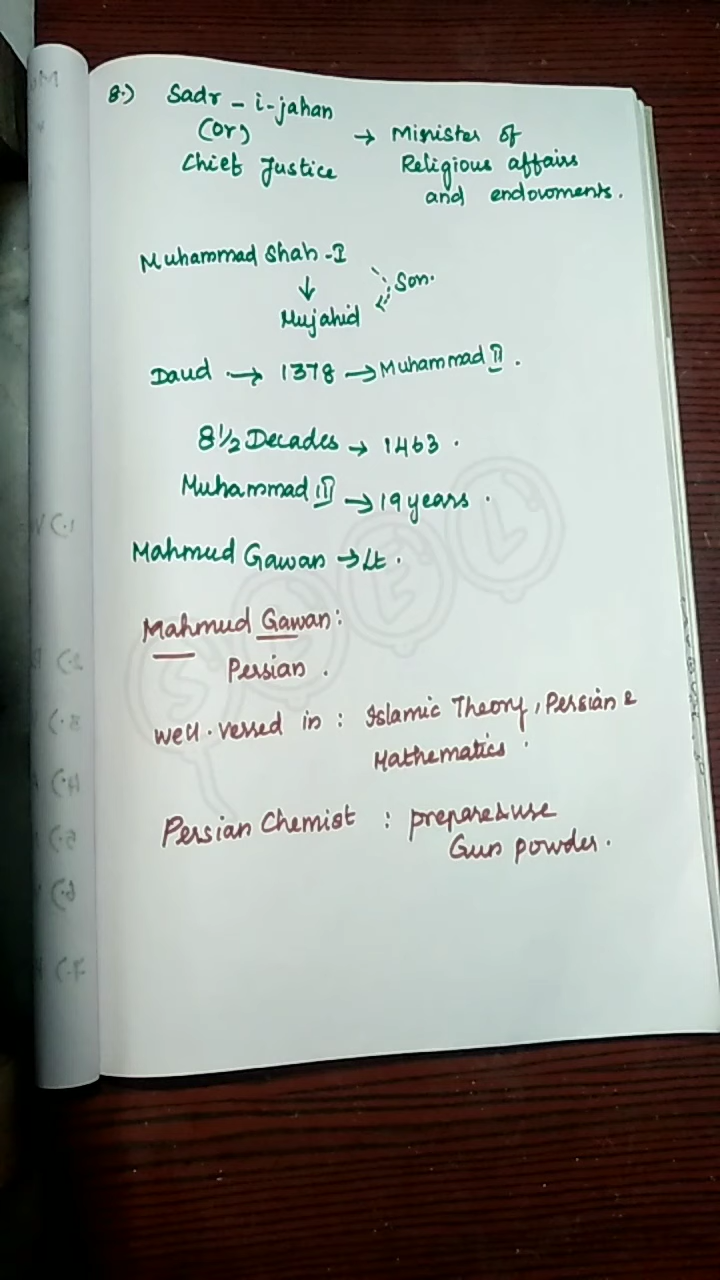 8.) Sadr - i-jahan
(or) → Minister of
Chief Justice Religious affairs
and endowments.
Muhammad Shah - I
↓ Son.
Mujahid
Daud → 1378 → Muhammad II .
8 1/2 Decades → 1463 .
Muhammad III → 19 years .
Mahmud Gawan → Lt .
Mahmud Gawan:
Persian .
well. versed in : Islamic Theory, Persian &
Mathematics .
Persian Chemist : prepare & use
Gun powder .